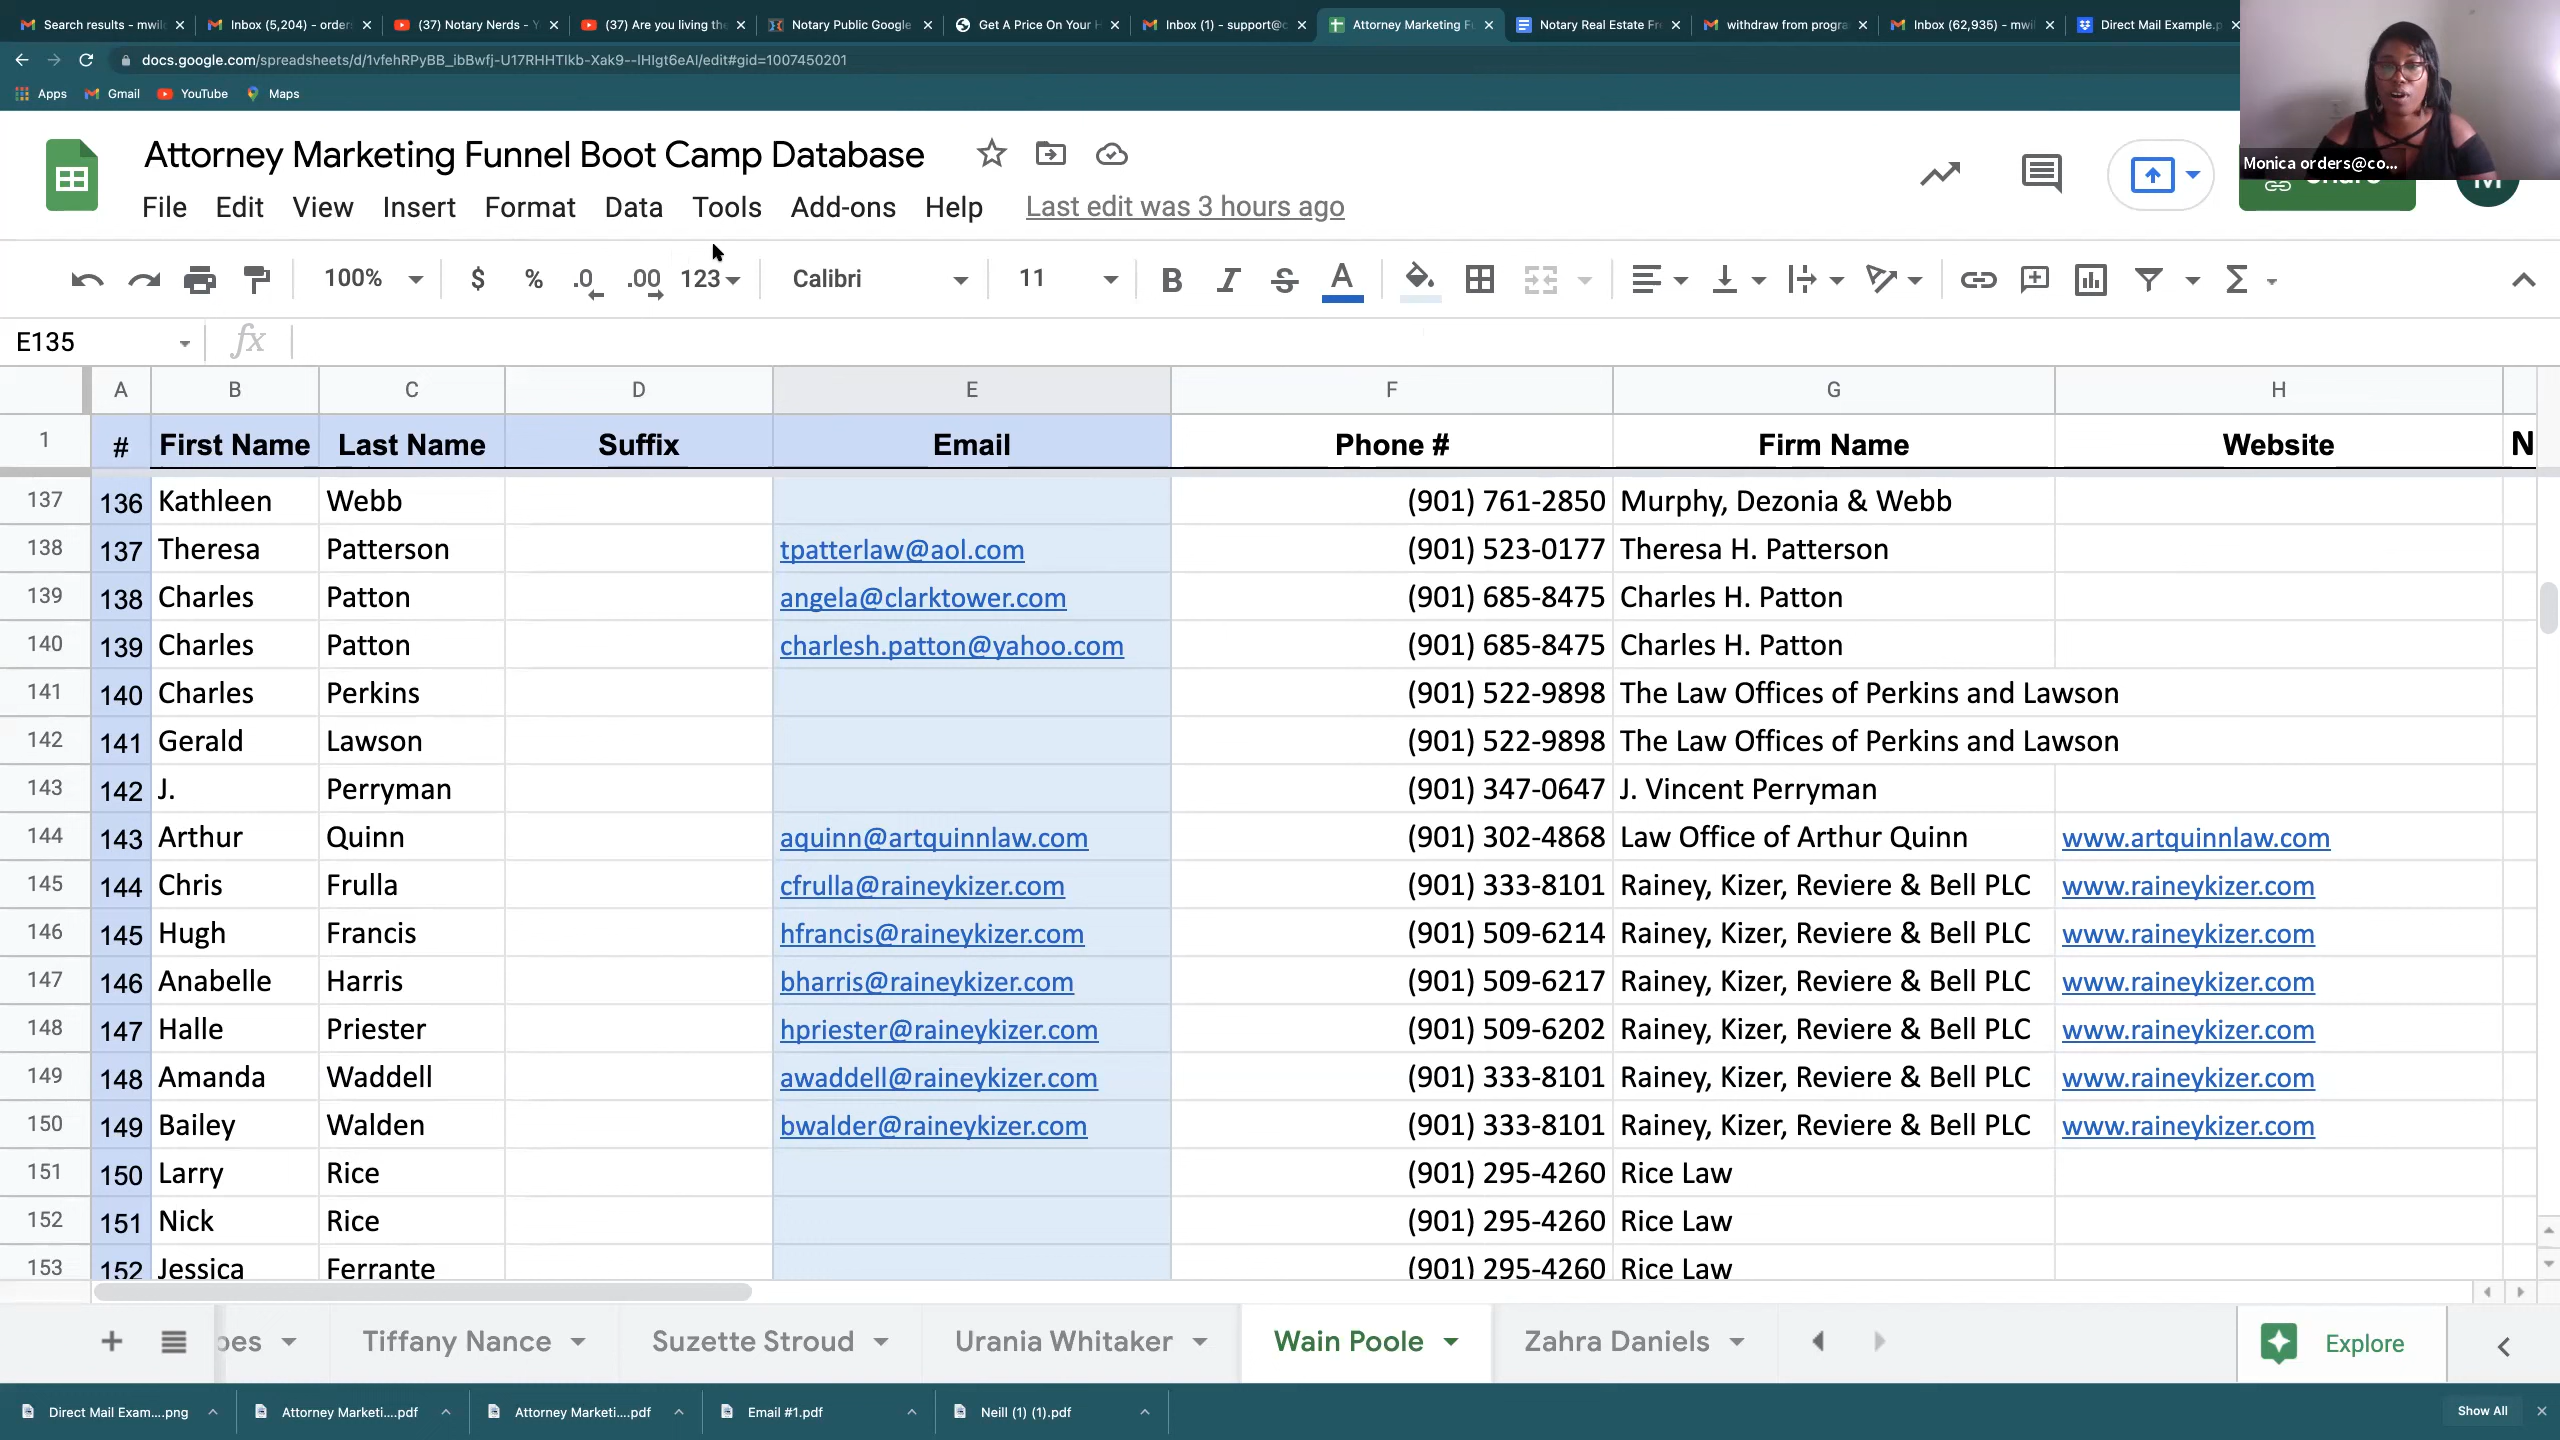 Search results - mwil
Inbox (5,204) - order
(37) Notary Nerds - Y
(37) Are you living the
Notary Public Google
Get A Price On Your H
Inbox (1) - support@c
Attorney Marketing Fu
Notary Real Estate Fr
withdraw from progra
Inbox (62,935) - mwi
Direct Mail Example.p
docs.google.com/spreadsheets/d/1vfehRPyBB_ibBwfj-U17RHHTIkb-Xak9--IHIgt6eAI/edit#gid=1007450201
Apps Gmail YouTube Maps
Monica orders@co...
Attorney Marketing Funnel Boot Camp Database
File Edit View Insert Format Data Tools Add-ons Help Last edit was 3 hours ago
100% $ % .0 .00 123 Calibri 11 B I S A
E135 fx
A B C D E F G H
1 # First Name Last Name Suffix Email Phone # Firm Name Website N
137 136 Kathleen Webb (901) 761-2850 Murphy, Dezonia & Webb
138 137 Theresa Patterson tpatterlaw@aol.com (901) 523-0177 Theresa H. Patterson
139 138 Charles Patton angela@clarktower.com (901) 685-8475 Charles H. Patton
140 139 Charles Patton charlesh.patton@yahoo.com (901) 685-8475 Charles H. Patton
141 140 Charles Perkins (901) 522-9898 The Law Offices of Perkins and Lawson
142 141 Gerald Lawson (901) 522-9898 The Law Offices of Perkins and Lawson
143 142 J. Perryman (901) 347-0647 J. Vincent Perryman
144 143 Arthur Quinn aquinn@artquinnlaw.com (901) 302-4868 Law Office of Arthur Quinn www.artquinnlaw.com
145 144 Chris Frulla cfrulla@raineykizer.com (901) 333-8101 Rainey, Kizer, Reviere & Bell PLC www.raineykizer.com
146 145 Hugh Francis hfrancis@raineykizer.com (901) 509-6214 Rainey, Kizer, Reviere & Bell PLC www.raineykizer.com
147 146 Anabelle Harris bharris@raineykizer.com (901) 509-6217 Rainey, Kizer, Reviere & Bell PLC www.raineykizer.com
148 147 Halle Priester hpriester@raineykizer.com (901) 509-6202 Rainey, Kizer, Reviere & Bell PLC www.raineykizer.com
149 148 Amanda Waddell awaddell@raineykizer.com (901) 333-8101 Rainey, Kizer, Reviere & Bell PLC www.raineykizer.com
150 149 Bailey Walden bwalder@raineykizer.com (901) 333-8101 Rainey, Kizer, Reviere & Bell PLC www.raineykizer.com
151 150 Larry Rice (901) 295-4260 Rice Law
152 151 Nick Rice (901) 295-4260 Rice Law
153 152 Jessica Ferrante (901) 295-4260 Rice Law
pes Tiffany Nance Suzette Stroud Urania Whitaker Wain Poole Zahra Daniels Explore
Direct Mail Exam....png Attorney Marketi....pdf Attorney Marketi....pdf Email #1.pdf Neill (1) (1).pdf Show All